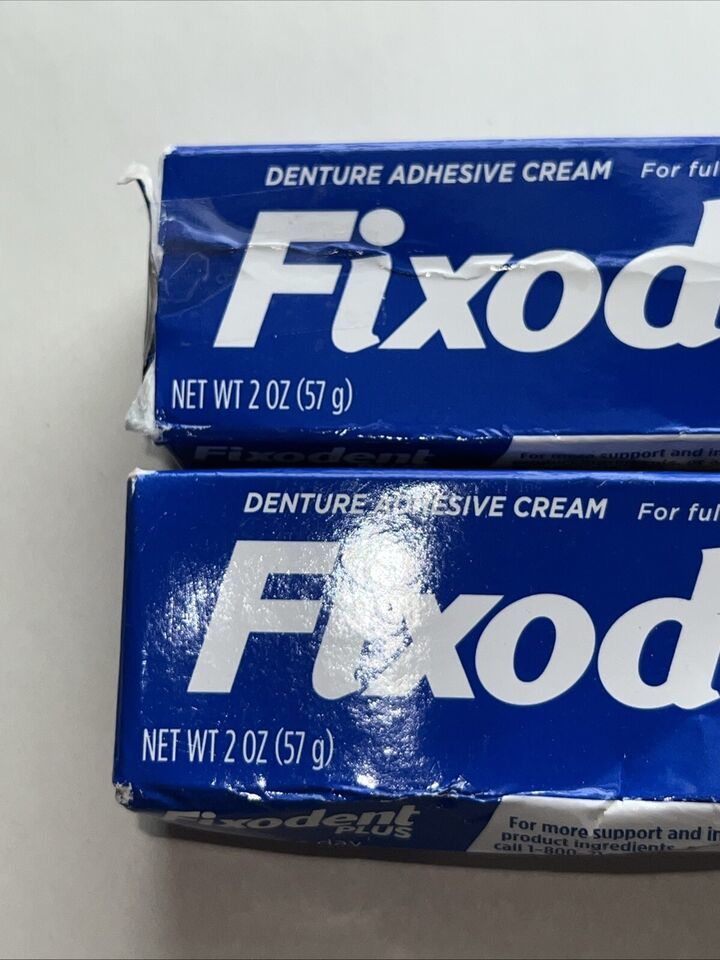 DENTURE ADHESIVE CREAM For ful
Fixod
NET WT 2 OZ (57 g)
Fixodent
For more support and in
DENTURE ADHESIVE CREAM For ful
Fixod
NET WT 2 OZ (57 g)
Fixodent
PLUS
For more support and in
product ingredients
call 1-800